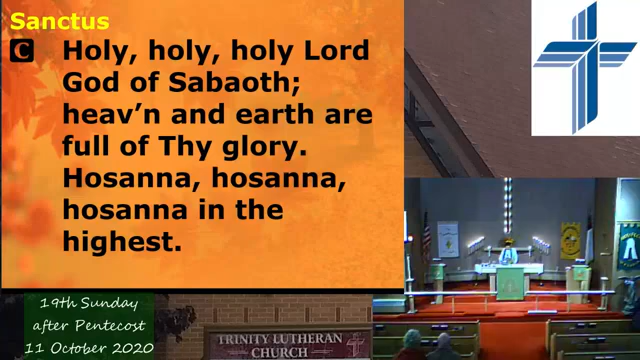 Sanctus
C Holy, holy, holy Lord
God of Sabaoth;
heav’n and earth are
full of Thy glory.
Hosanna, hosanna,
hosanna in the
highest.
19th Sunday
after Pentecost
11 October 2020
TRINITY LUTHERAN
CHURCH